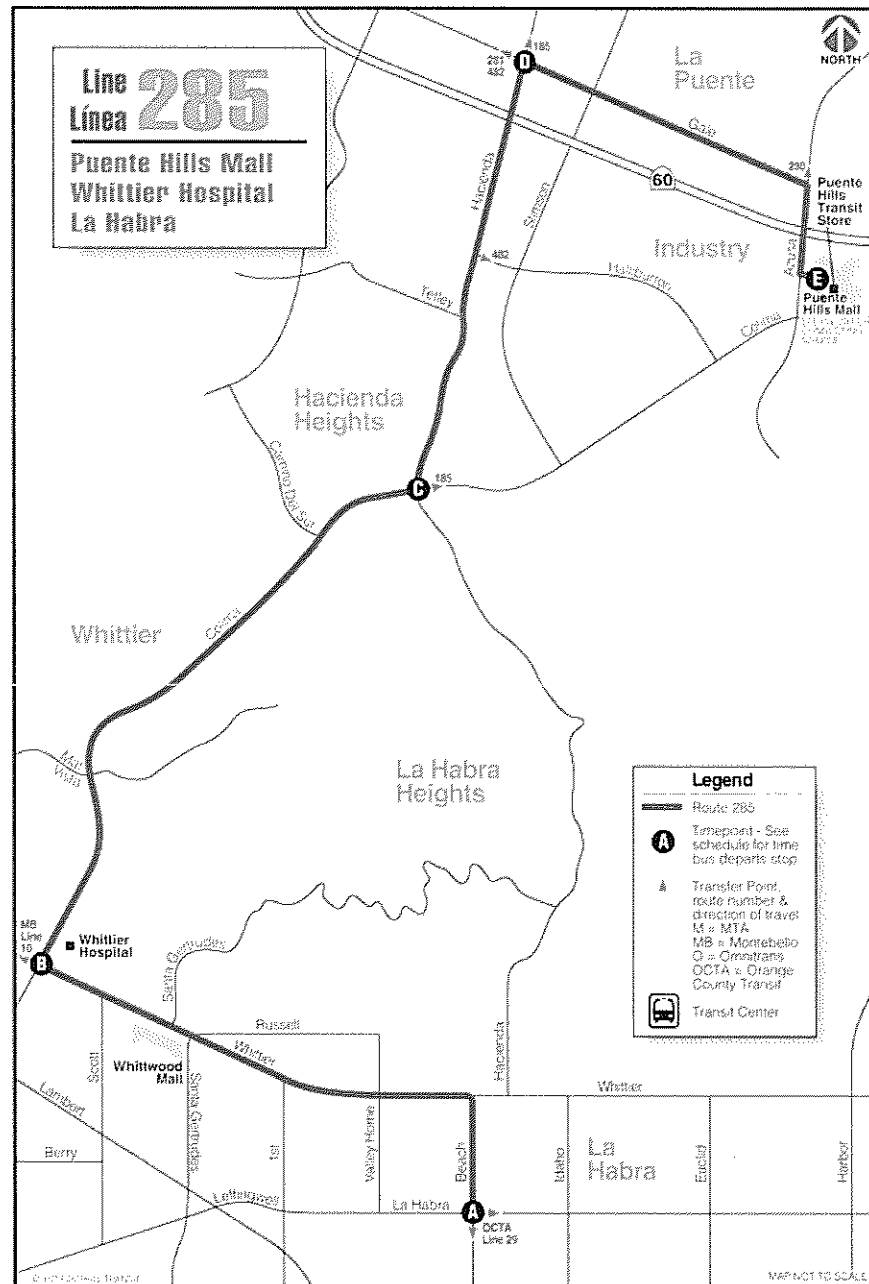 Line
Línea
285
Puente Hills Mall
Whittier Hospital
La Habra
NORTH
La
Puente
185
281
482
D
Gale
Hacienda
Stimson
60
230
Puente
Hills
Transit
Store
Industry
Azusa
E
Puente
Hills Mall
482
Halliburton
Tetley
Colima
Hacienda
Heights
Camino Del Sol
C
185
Whittier
Colima
Mar
Vista
La Habra
Heights
Legend
Route 285
A
Timepoint - See
schedule for time
bus departs stop
Transfer Point,
route number &
direction of travel
M = MTA
MB = Montebello
O = Omnitrans
OCTA = Orange
County Transit
Transit Center
MB
Line
10
B
Whittier
Hospital
Santa Gertrudes
Russell
Whittier
Whittwood
Mall
Scott
Lambert
Berry
Santa Gertrudes
1st
Valley Home
Beach
Hacienda
Whittier
Idaho
La
Habra
Euclid
Harbor
Leffingwell
La Habra
A
OCTA
Line 29
MAP NOT TO SCALE